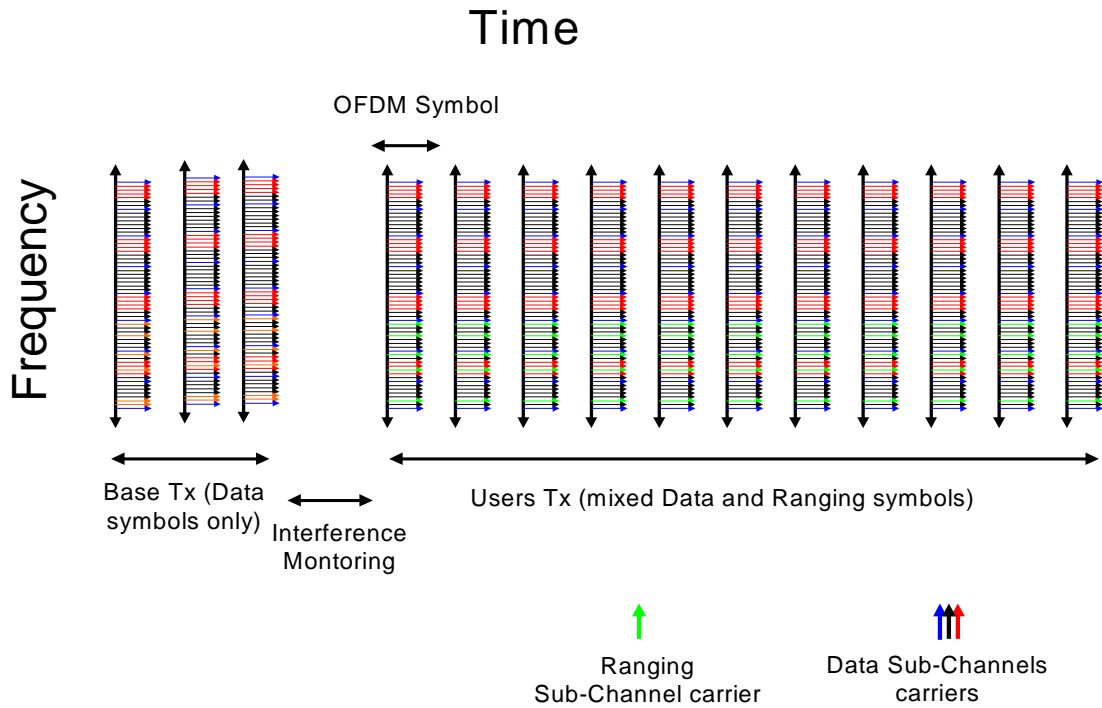 Time
OFDM Symbol
Frequency
Base Tx (Data
symbols only)
Interference
Montoring
Users Tx (mixed Data and Ranging symbols)
Ranging
Sub-Channel carrier
Data Sub-Channels
carriers